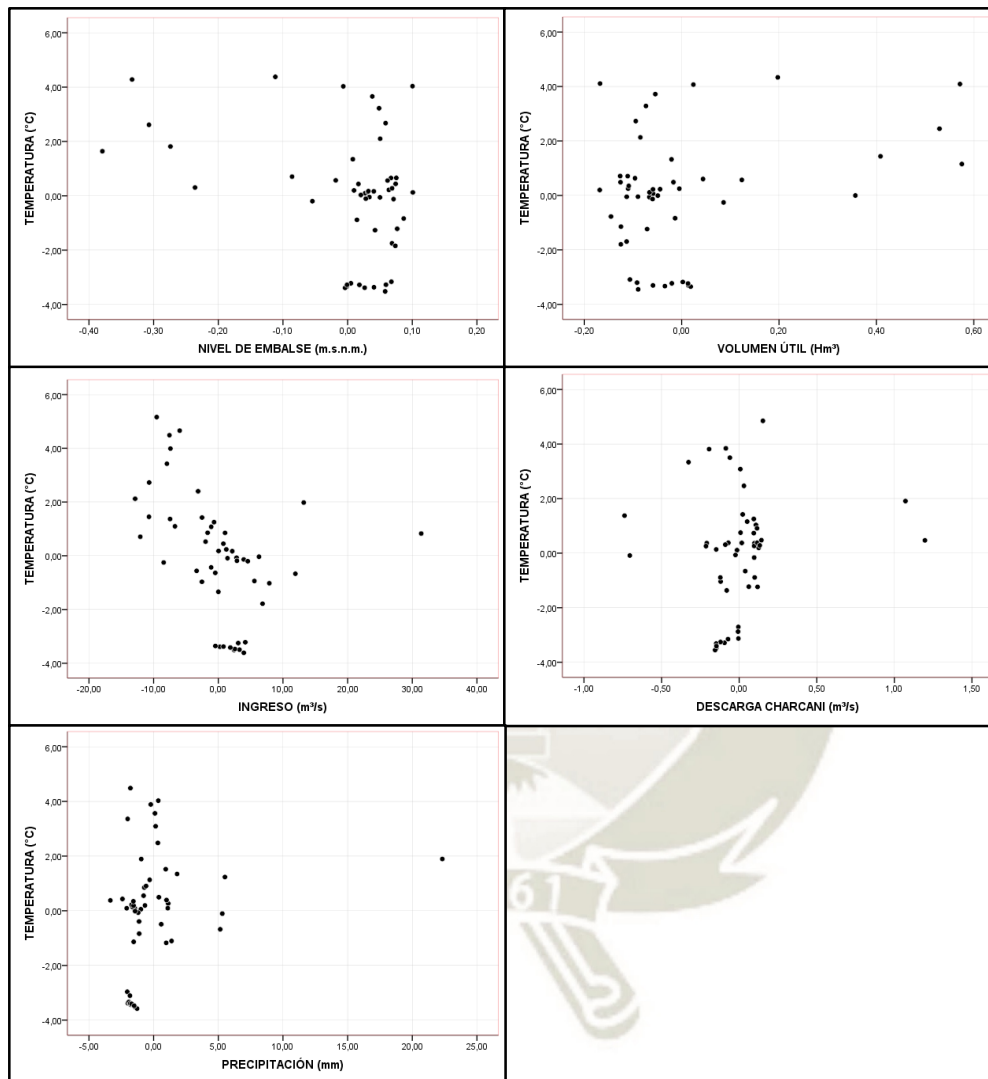 6,00
4,00
2,00
0,00
-2,00
-4,00
TEMPERATURA (°C)
-0,40 -0,30 -0,20 -0,10 0,00 0,10 0,20
NIVEL DE EMBALSE (m.s.n.m.)
6,00
4,00
2,00
0,00
-2,00
-4,00
TEMPERATURA (°C)
-0,20 0,00 0,20 0,40 0,60
VOLUMEN ÚTIL (Hm³)
6,00
4,00
2,00
0,00
-2,00
-4,00
TEMPERATURA (°C)
-20,00 -10,00 0,00 10,00 20,00 30,00 40,00
INGRESO (m³/s)
6,00
4,00
2,00
0,00
-2,00
-4,00
TEMPERATURA (°C)
-1,00 -0,50 0,00 0,50 1,00 1,50
DESCARGA CHARCANI (m³/s)
6,00
4,00
2,00
0,00
-2,00
-4,00
TEMPERATURA (°C)
-5,00 0,00 5,00 10,00 15,00 20,00 25,00
PRECIPITACIÓN (mm)
61